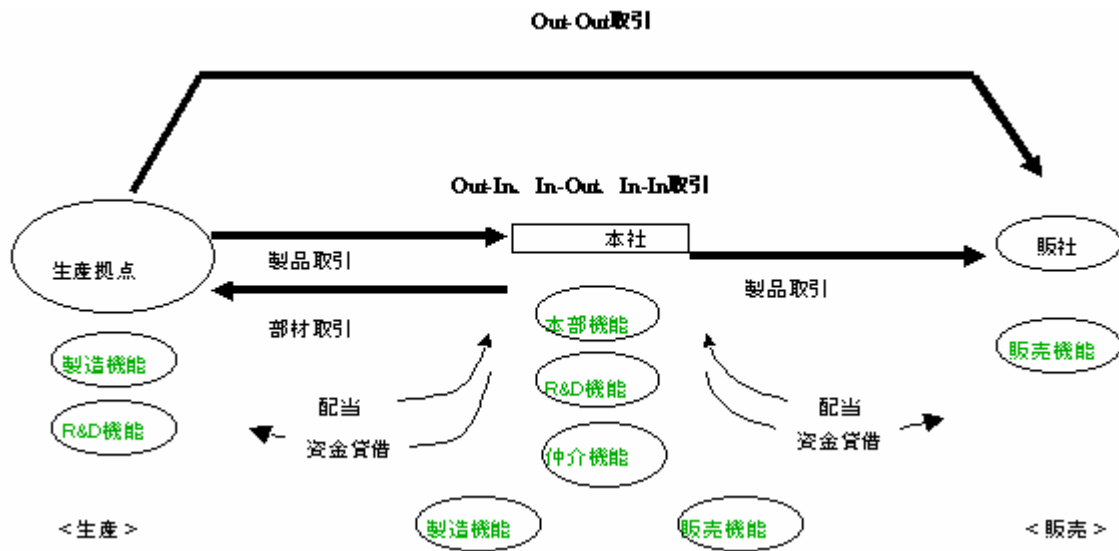 Out-Out取引
Out-In、In-Out、In-In取引
生産拠点
製品取引
本社
製品取引
販社
部材取引
製造機能
R&D機能
本部機能
R&D機能
仲介機能
販売機能
配当
資金貸借
配当
資金貸借
製造機能
販売機能
<生産>
<販売>